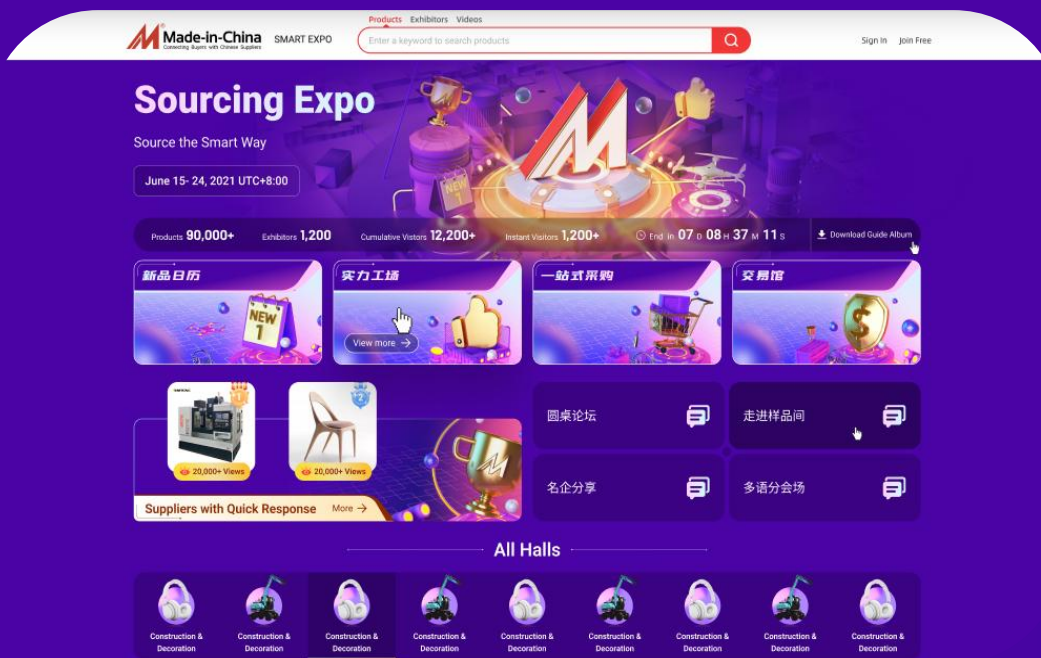 Products Exhibitors Videos
Made-in-China
Connecting Buyers with Chinese Suppliers
SMART EXPO
Enter a keyword to search products
Sign In Join Free
Sourcing Expo
Source the Smart Way
June 15- 24, 2021 UTC+8:00
Products 90,000+ Exhibitors 1,200 Cumulative Vistors 12,200+ Instant Visitors 1,200+ End in 07 D 08 H 37 M 11 S Download Guide Album
NEW
新品日历 实力工场 一站式采购 交易馆
NEW
1
$
View more →
1 2
20,000+ Views 20,000+ Views
圆桌论坛 走进样品间
名企分享 多语分会场
Suppliers with Quick Response More →
All Halls
Construction & Construction & Construction & Construction & Construction & Construction & Construction & Construction & Construction &
Decoration Decoration Decoration Decoration Decoration Decoration Decoration Decoration Decoration